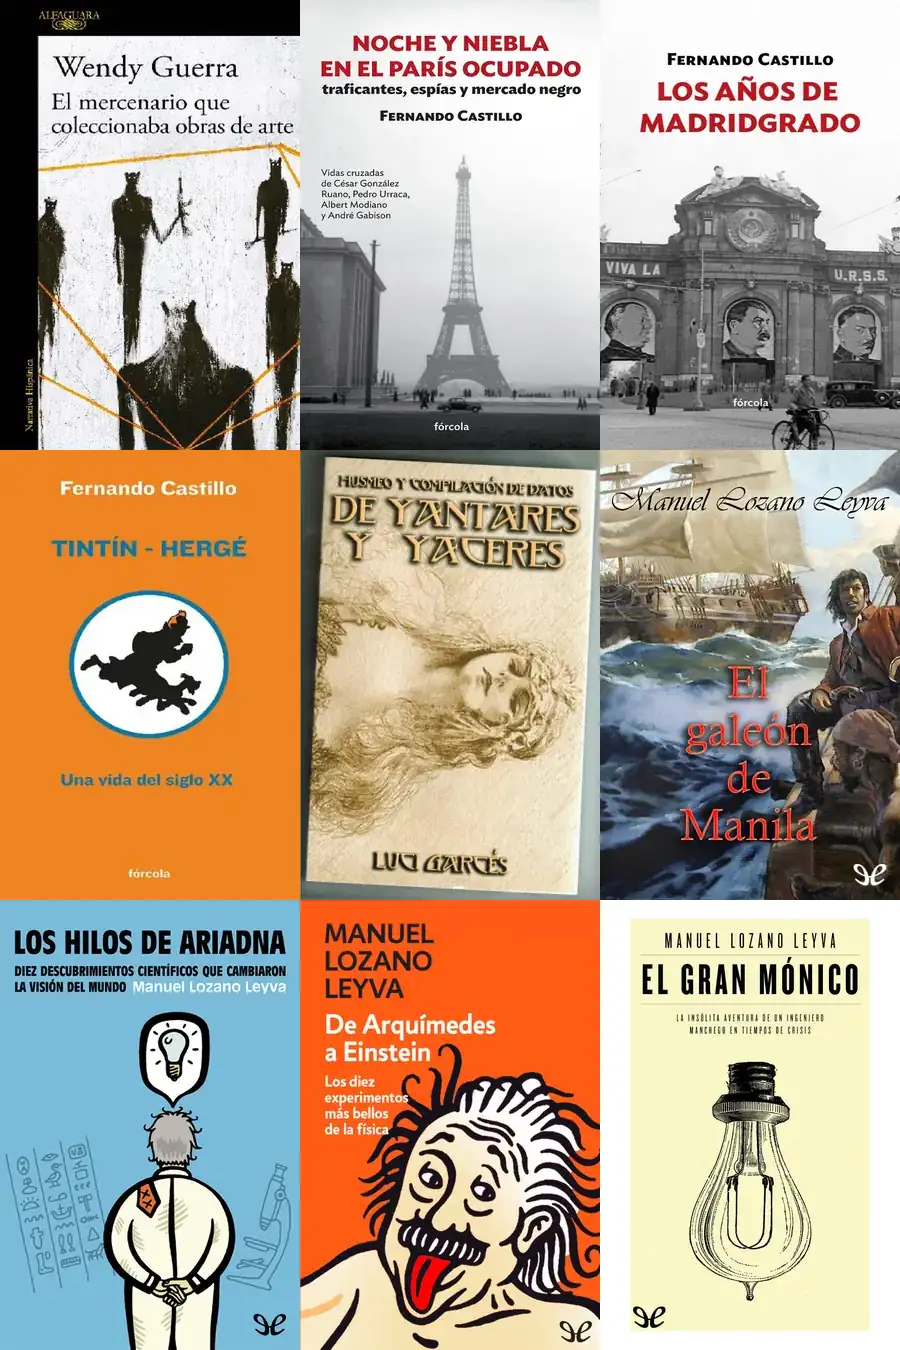 ALFAGUARA
Wendy Guerra
El mercenario que
coleccionaba obras de arte
Narrativa Hispánica
NOCHE Y NIEBLA
EN EL PARÍS OCUPADO
traficantes, espías y mercado negro
FERNANDO CASTILLO
Vidas cruzadas
de César González
Ruano, Pedro Urraca,
Albert Modiano
y André Gabison
fórcola
FERNANDO CASTILLO
LOS AÑOS DE
MADRIDGRADO
VIVA LA
U.R.S.S.
fórcola
Fernando Castillo
TINTÍN - HERGÉ
Una vida del siglo XX
fórcola
HUSMEO Y COMPILACIÓN DE DATOS
DE YANTARES
Y YACERES
LUCI GARCÉS
Manuel Lozano Leyva
El
galeón
de
Manila
LOS HILOS DE ARIADNA
DIEZ DESCUBRIMIENTOS CIENTÍFICOS QUE CAMBIARON
LA VISIÓN DEL MUNDO Manuel Lozano Leyva
MANUEL
LOZANO
LEYVA
De Arquímedes
a Einstein
Los diez
experimentos
más bellos
de la física
MANUEL LOZANO LEYVA
EL GRAN MÓNICO
LA INSÓLITA AVENTURA DE UN INGENIERO
MANCHEGO EN TIEMPOS DE CRISIS